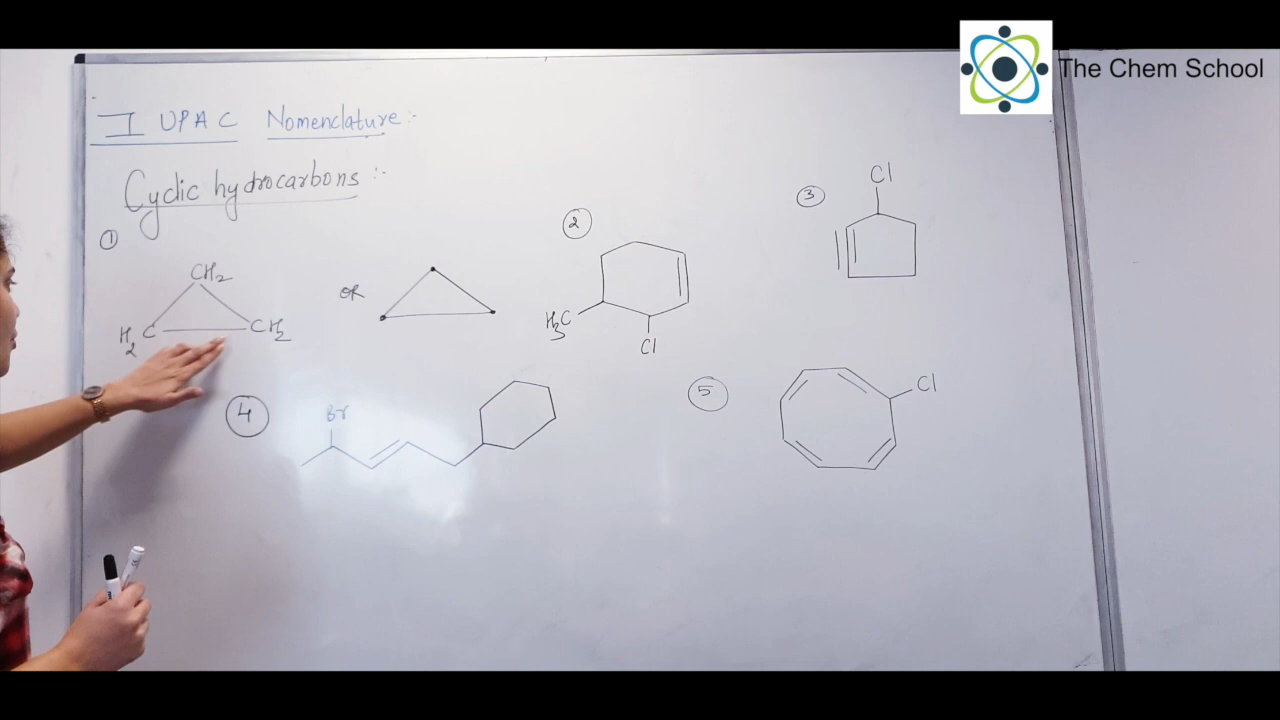 The Chem School
IUPAC Nomenclature:-
Cyclic hydrocarbons:-
1
CH2
H2C CH2
OR
2
H3C
Cl
3
Cl
4
Br
5
Cl